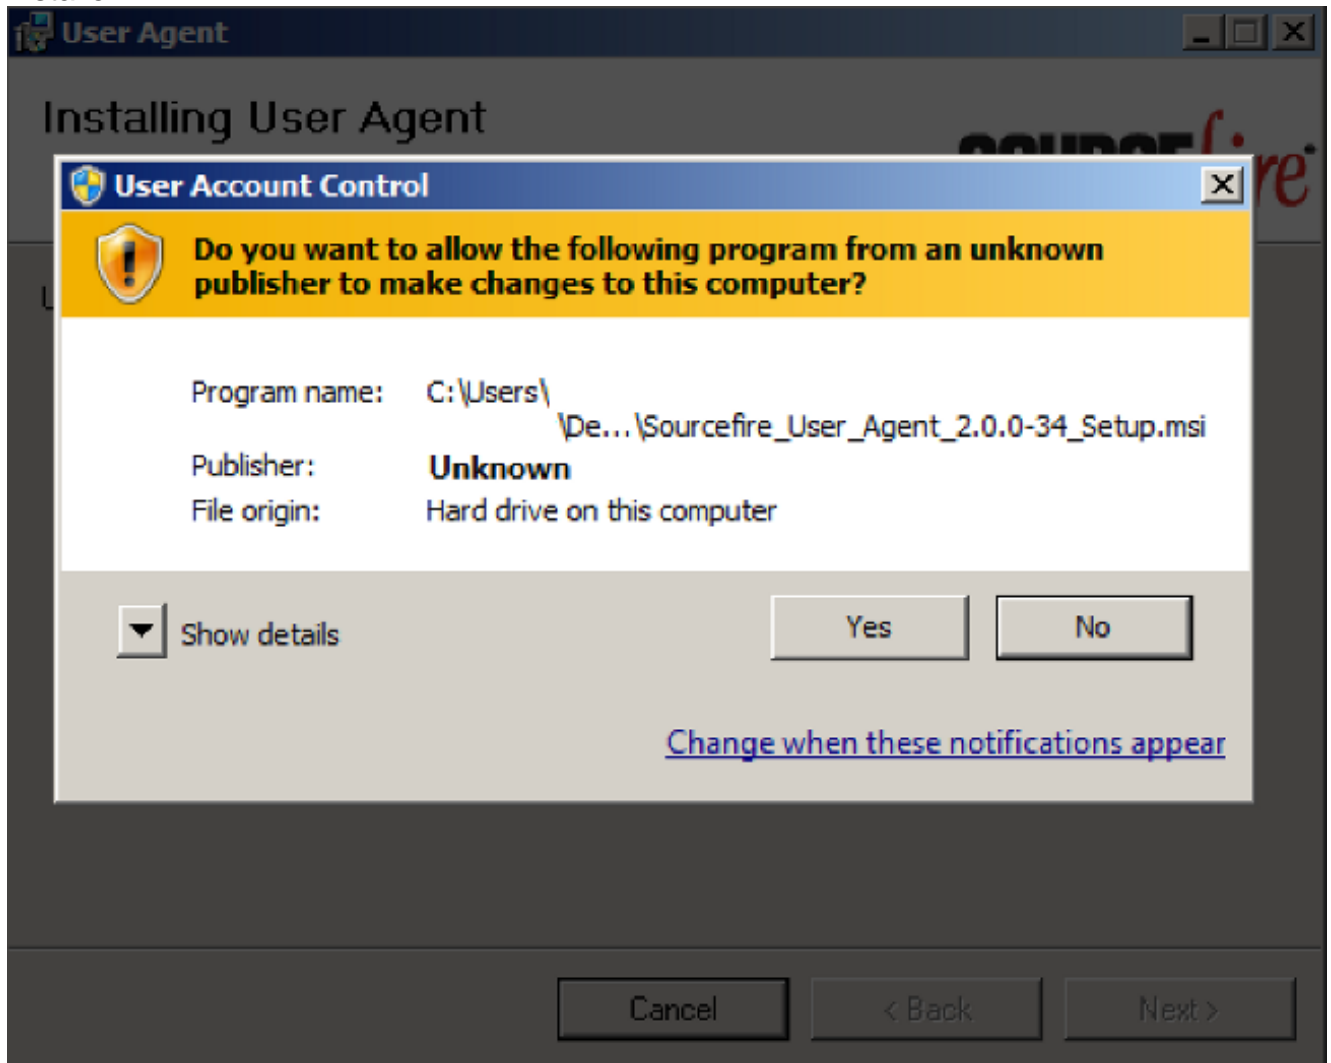 User Agent
Installing User Agent
User Account Control
Do you want to allow the following program from an unknown
publisher to make changes to this computer?
Program name: C:\Users\
\De...\Sourcefire_User_Agent_2.0.0-34_Setup.msi
Publisher: Unknown
File origin: Hard drive on this computer
Show details
Yes No
Change when these notifications appear
Cancel < Back Next >